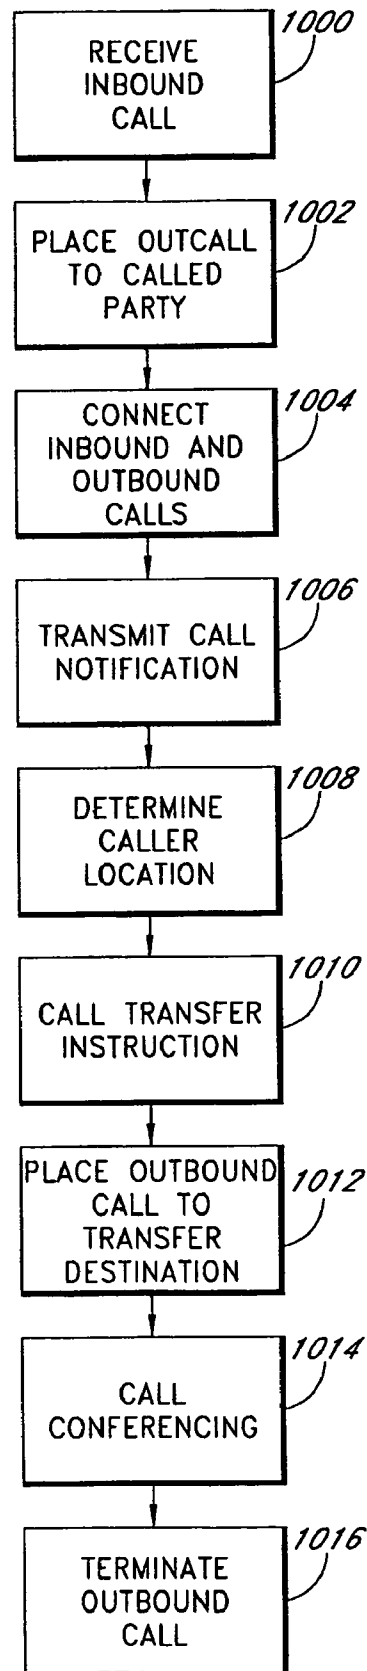 1000
RECEIVE
INBOUND
CALL
1002
PLACE OUTCALL
TO CALLED
PARTY
1004
CONNECT
INBOUND AND
OUTBOUND
CALLS
1006
TRANSMIT CALL
NOTIFICATION
1008
DETERMINE
CALLER
LOCATION
1010
CALL TRANSFER
INSTRUCTION
PLACE OUTBOUND
1012
CALL TO
TRANSFER
DESTINATION
1014
CALL
CONFERENCING
1016
TERMINATE
OUTBOUND
CALL